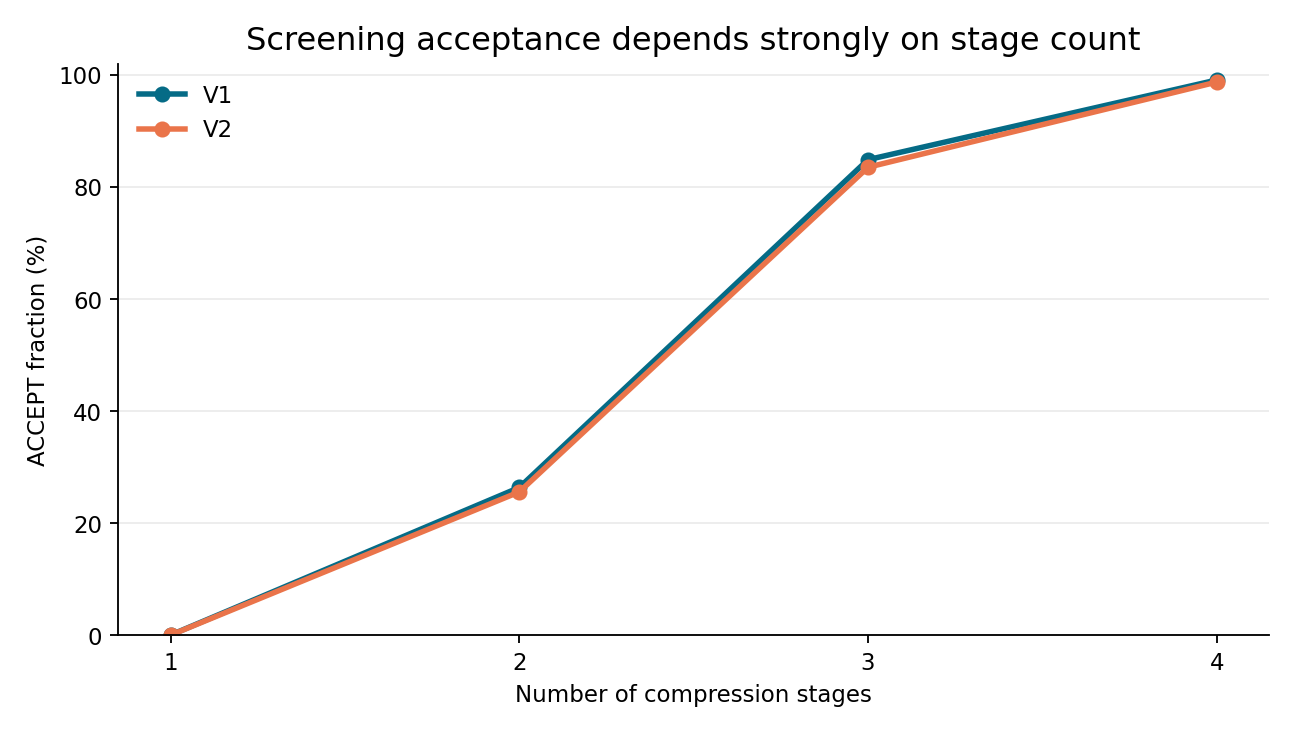 Screening acceptance depends strongly on stage count
100
80
60
40
20
0
ACCEPT fraction (%)
V1
V2
1 2 3 4
Number of compression stages